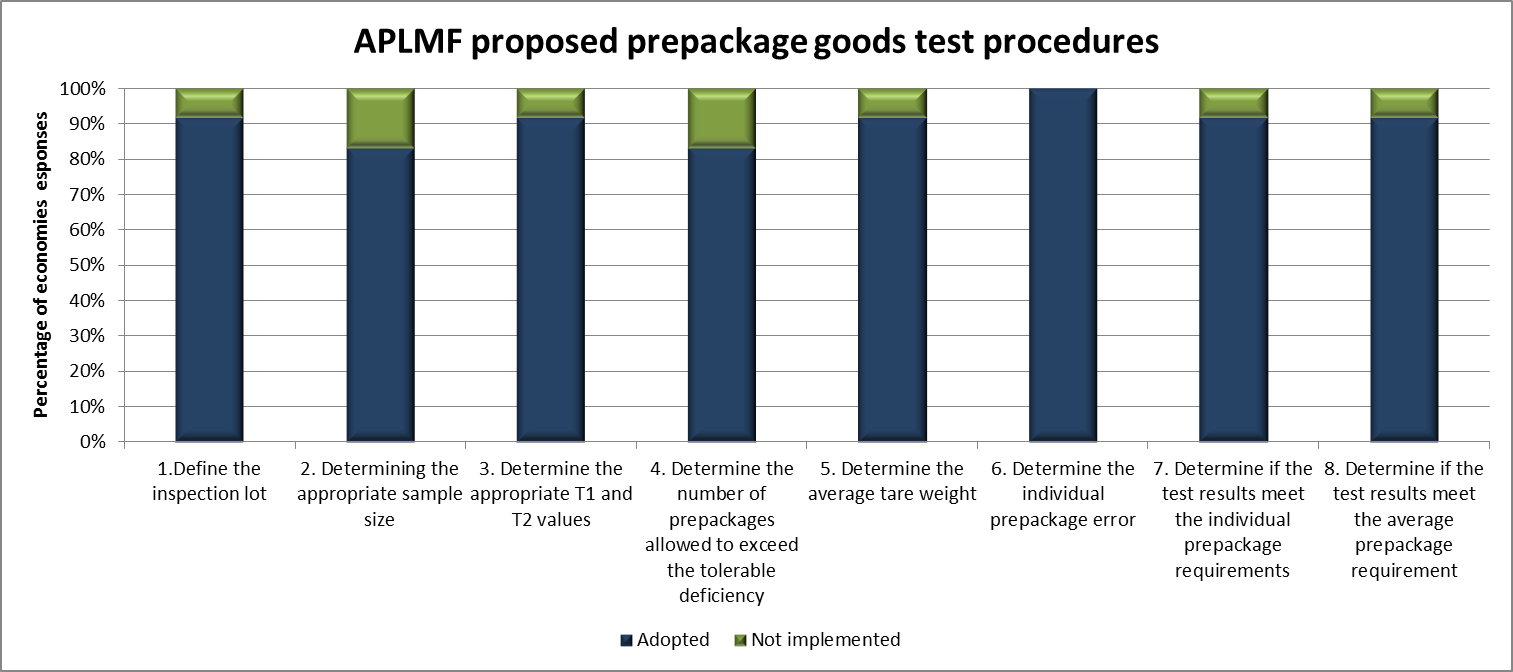 APLMF proposed prepackage goods test procedures
Percentage of economies esponses
100%
90%
80%
70%
60%
50%
40%
30%
20%
10%
0%
1.Define the
inspection lot
2. Determining the
appropriate sample
size
3. Determine the
appropriate T1 and
T2 values
4. Determine the
number of
prepackages
allowed to exceed
the tolerable
deficiency
5. Determine the
average tare weight
6. Determine the
individual
prepackage error
7. Determine if the
test results meet
the individual
prepackage
requirements
8. Determine if the
test results meet
the average
prepackage
requirement
Adopted
Not implemented